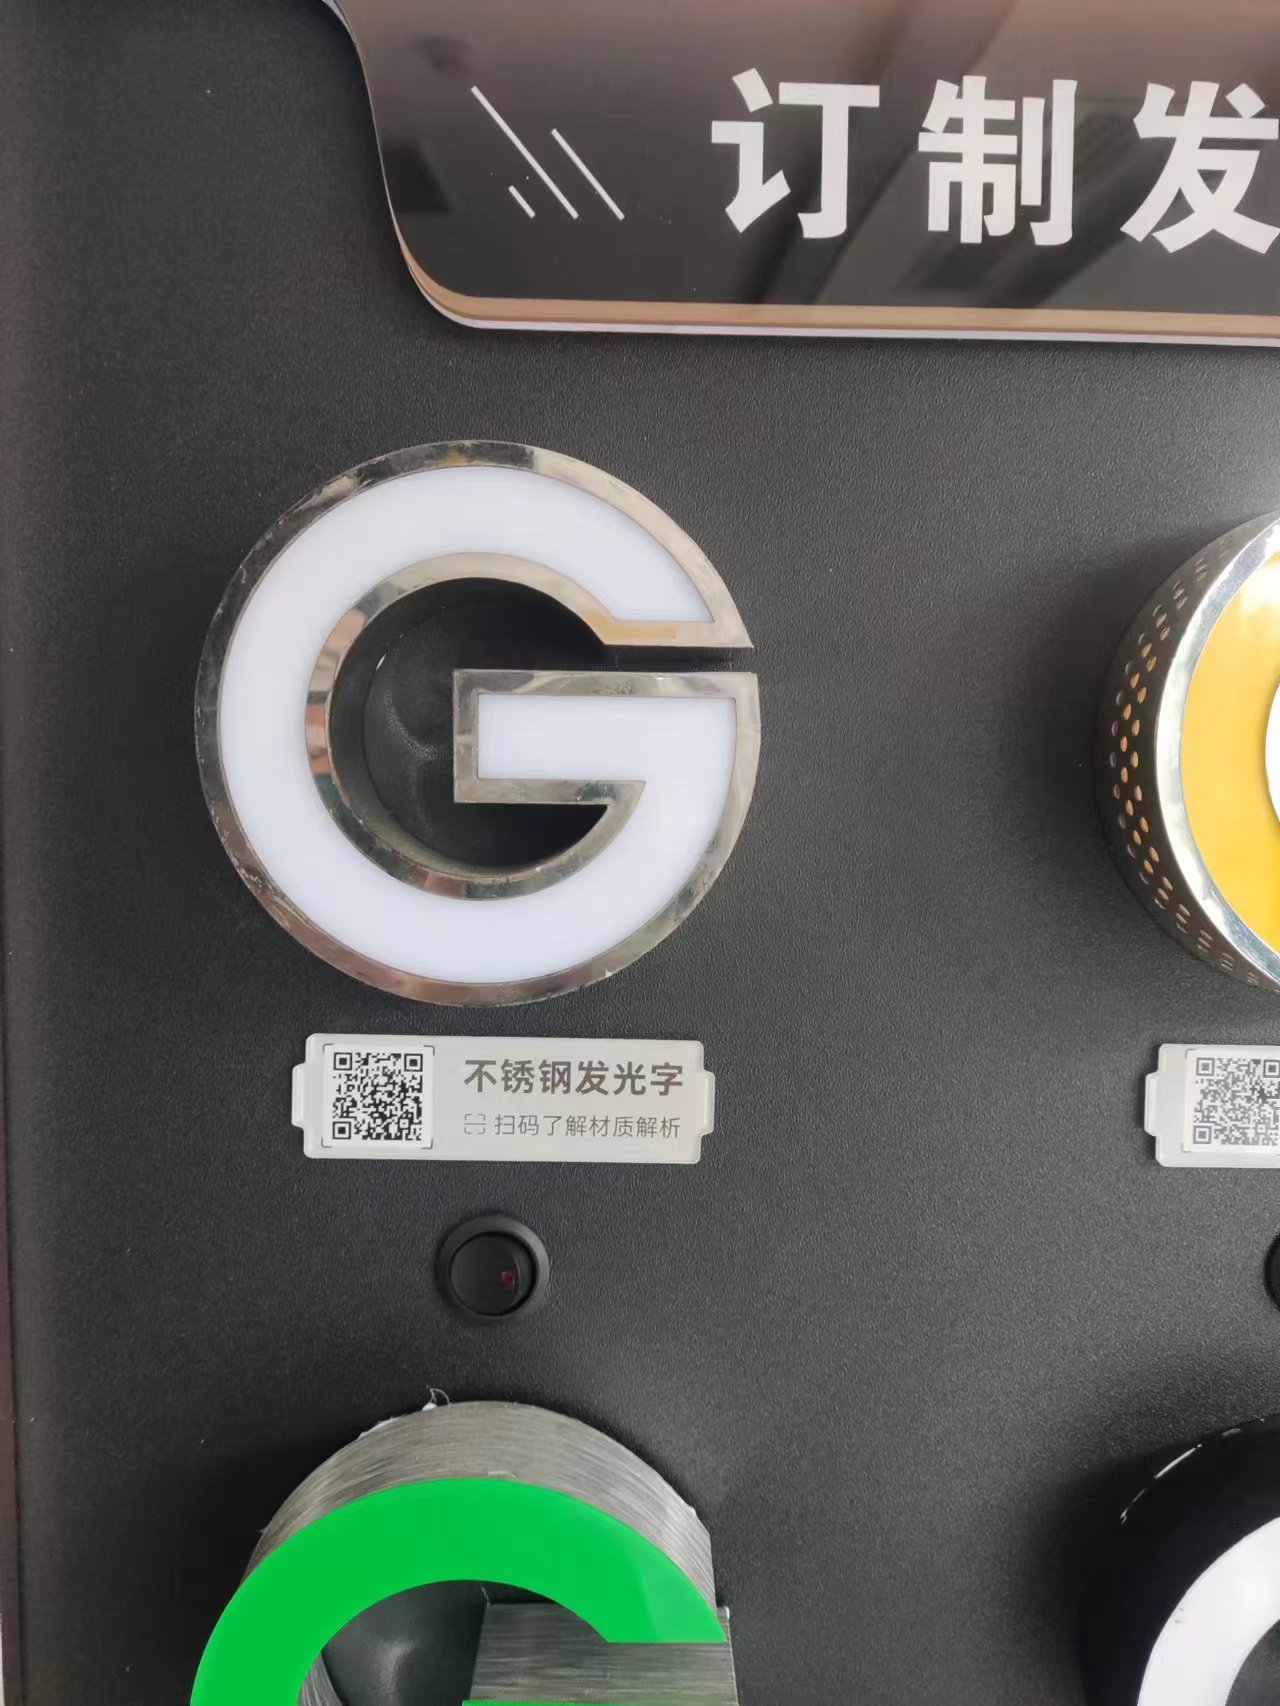 订制发
G
不锈钢发光字
扫码了解材质解析